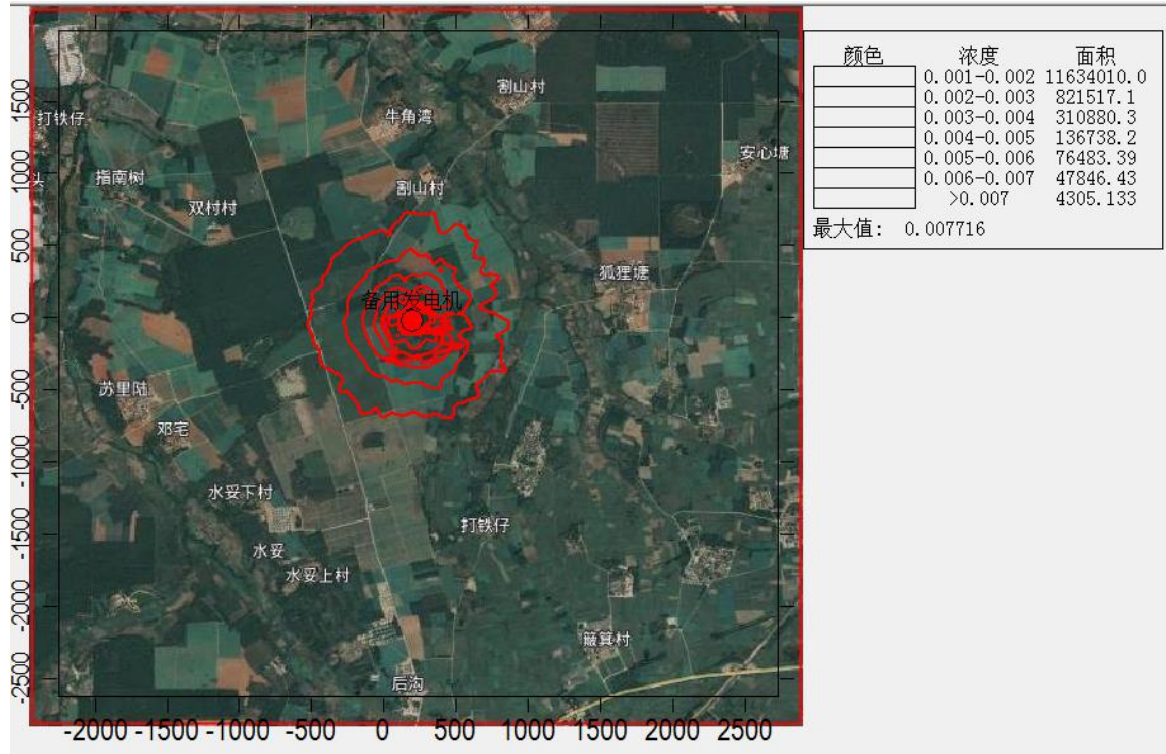 颜色 浓度 面积
0.001-0.002 11634010.0
0.002-0.003 821517.1
0.003-0.004 310880.3
0.004-0.005 136738.2
0.005-0.006 76483.39
0.006-0.007 47846.43
>0.007 4305.133
最大值: 0.007716
割山村
牛角湾
打铁仔
安心塘
头
指南树
割山村
双村村
狐狸塘
备用发电机
苏里陆
邓宅
水妥下村
打铁仔
水妥
水妥上村
簸箕村
后沟
1500
1000
500
0
-500
-1000
-1500
-2000
-2500
-2000 -1500 -1000 -500 0 500 1000 1500 2000 2500